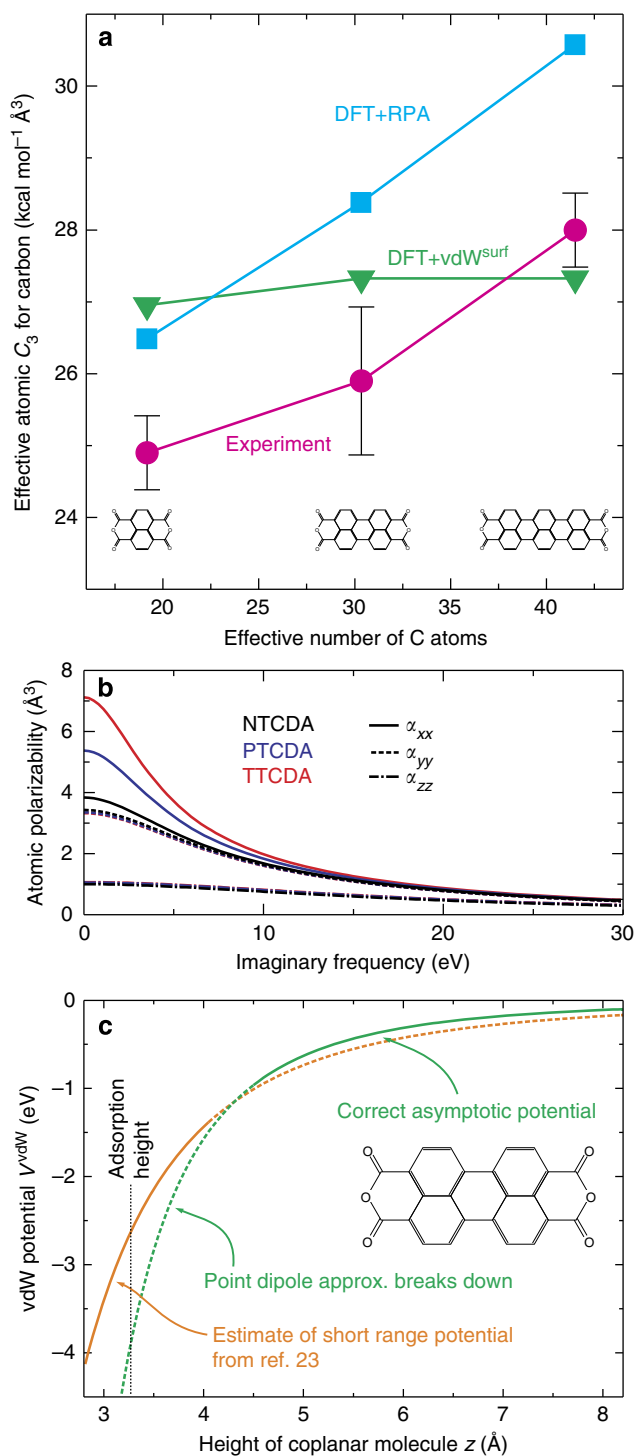 a
30
28
26
24
Effective atomic C₃ for carbon (kcal mol⁻¹ Å³)
DFT+RPA
DFT+vdWˢᵘʳᶠ
Experiment
O O O O O O
O O O O O O
O O O O O O
20 25 30 35 40
Effective number of C atoms
b
8
6
4
2
0
Atomic polarizability (Å³)
NTCDA αxx
PTCDA αyy
TTCDA αzz
0 10 20 30
Imaginary frequency (eV)
c
0
–1
–2
–3
–4
vdW potential Vᵛᵈᵂ (eV)
Adsorption
height
Correct asymptotic potential
O O
O O
O O
Point dipole approx. breaks down
Estimate of short range potential
from ref. 23
3 4 5 6 7 8
Height of coplanar molecule z (Å)